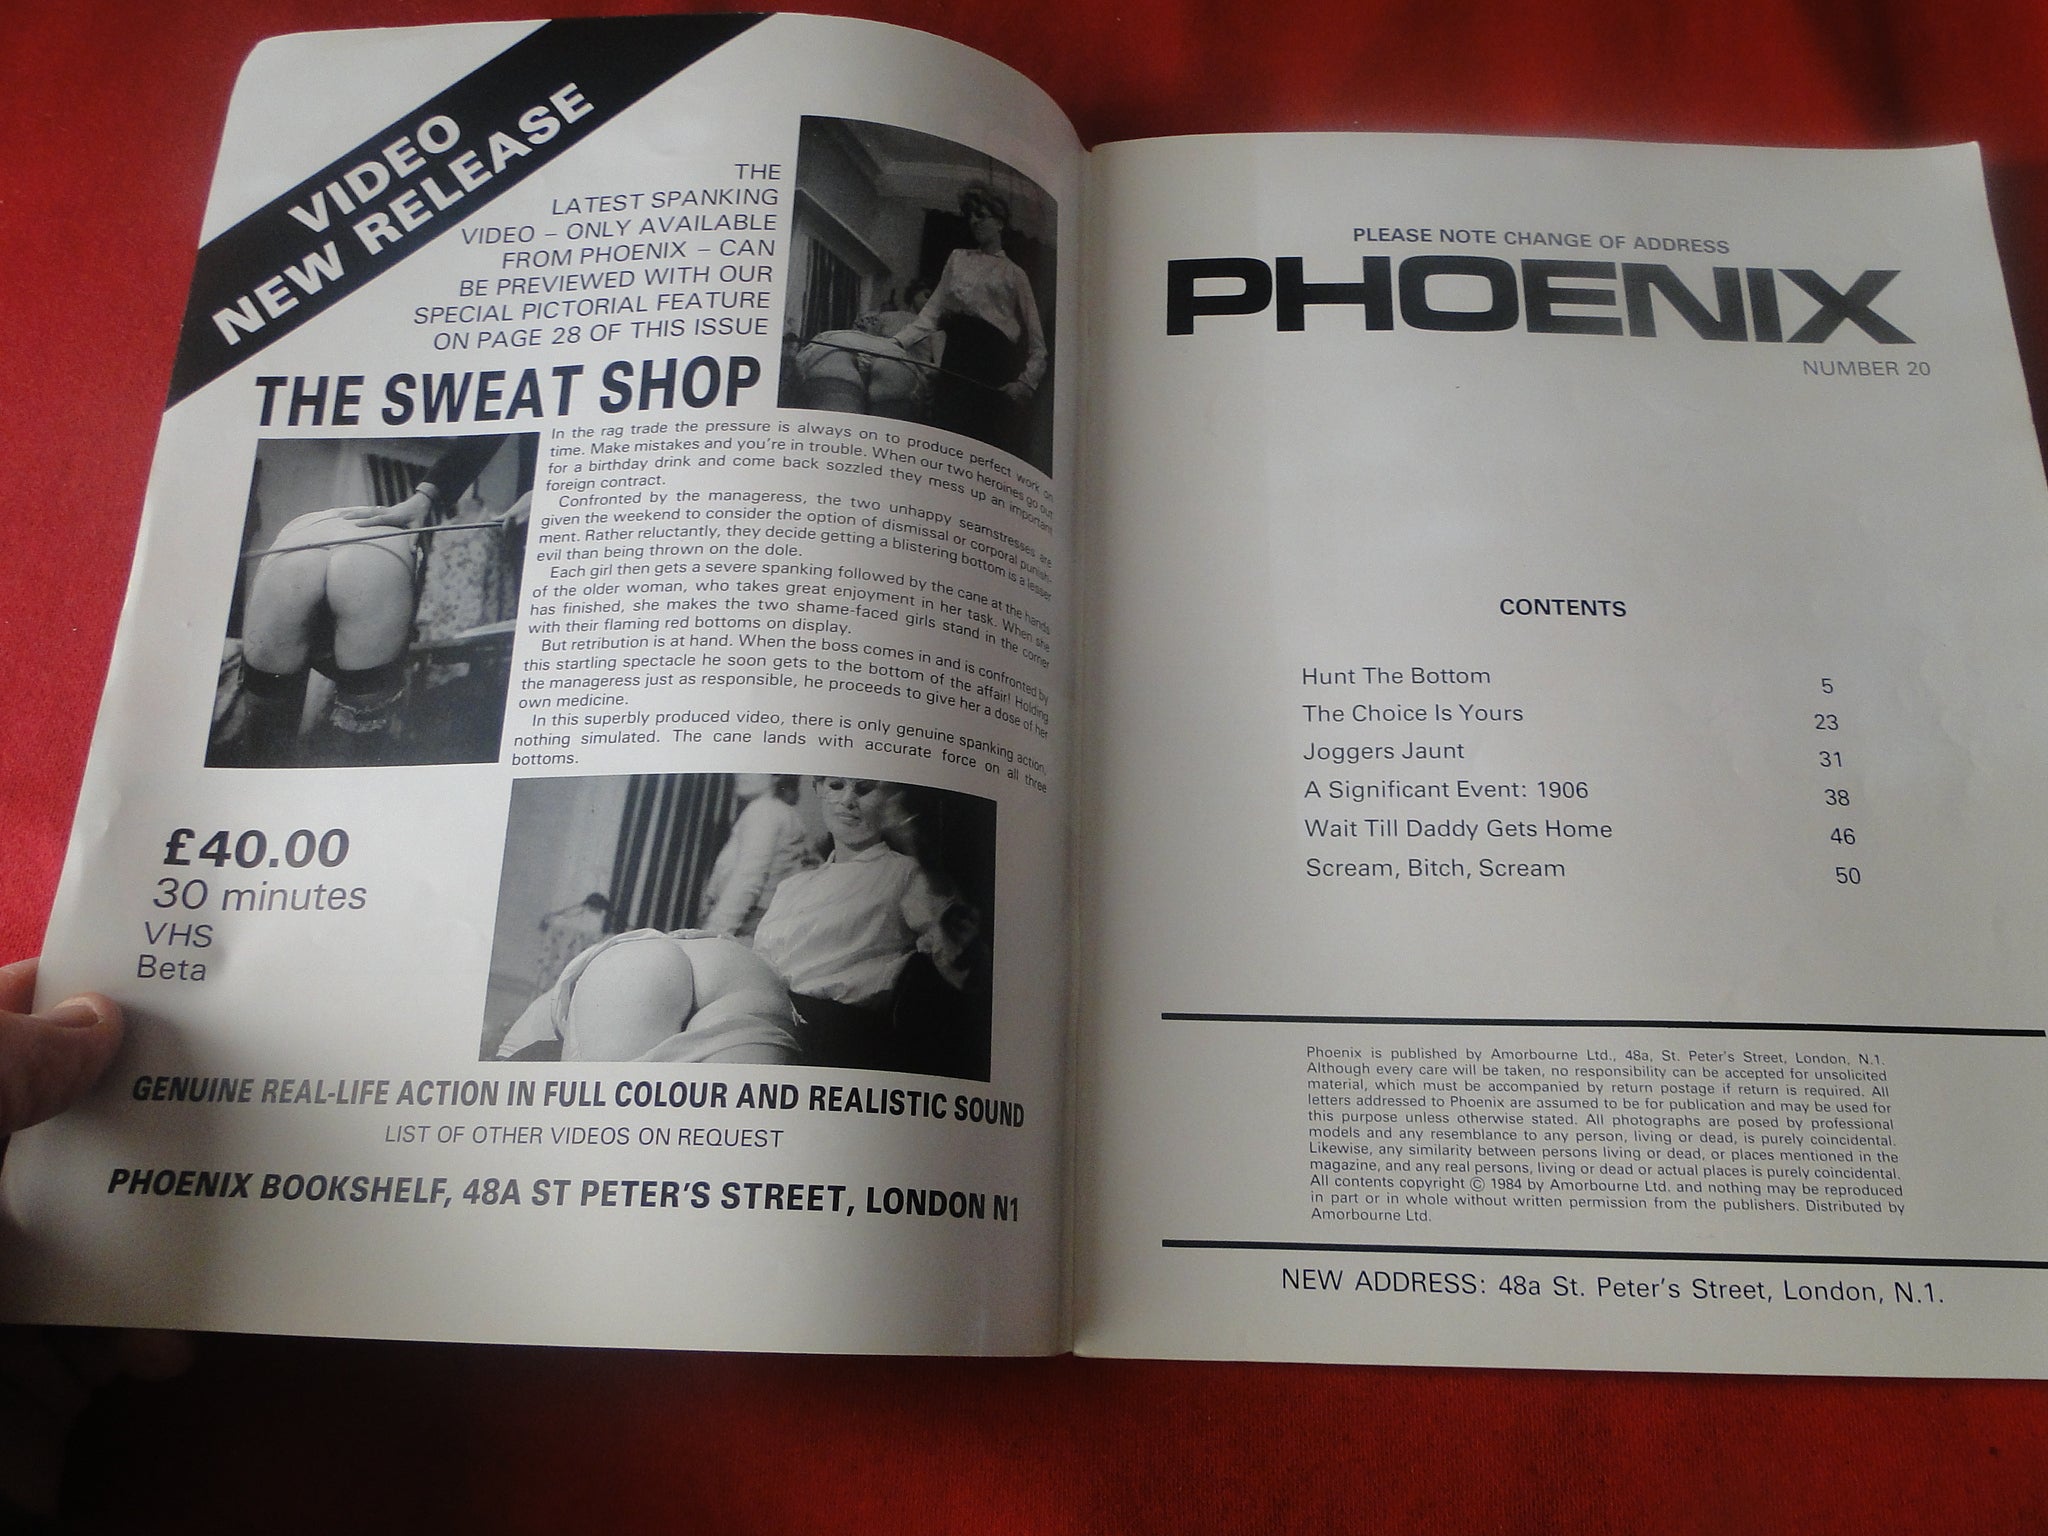 VIDEO
NEW RELEASE
THE
LATEST SPANKING
VIDEO – ONLY AVAILABLE
FROM PHOENIX – CAN
BE PREVIEWED WITH OUR
SPECIAL PICTORIAL FEATURE
ON PAGE 28 OF THIS ISSUE
THE SWEAT SHOP
In the rag trade the pressure is always on to produce perfect work on
time. Make mistakes and you're in trouble. When our two heroines go out
for a birthday drink and come back sozzled they mess up an important
foreign contract.
Confronted by the manageress, the two unhappy seamstresses are
given the weekend to consider the option of dismissal or corporal punish-
ment. Rather reluctantly, they decide getting a blistering bottom is a lesser
evil than being thrown on the dole.
Each girl then gets a severe spanking followed by the cane at the hands
of the older woman, who takes great enjoyment in her task. When she
has finished, she makes the two shame-faced girls stand in the corner
with their flaming red bottoms on display.
But retribution is at hand. When the boss comes in and is confronted by
this startling spectacle he soon gets to the bottom of the affair! Holding
the manageress just as responsible, he proceeds to give her a dose of her
own medicine.
In this superbly produced video, there is only genuine spanking action,
nothing simulated. The cane lands with accurate force on all three
bottoms.
£40.00
30 minutes
VHS
Beta
GENUINE REAL-LIFE ACTION IN FULL COLOUR AND REALISTIC SOUND
LIST OF OTHER VIDEOS ON REQUEST
PHOENIX BOOKSHELF, 48A ST PETER'S STREET, LONDON N1
PLEASE NOTE CHANGE OF ADDRESS
PHOENIX
NUMBER 20
CONTENTS
Hunt The Bottom 5
The Choice Is Yours 23
Joggers Jaunt 31
A Significant Event: 1906 38
Wait Till Daddy Gets Home 46
Scream, Bitch, Scream 50
Phoenix is published by Amorbourne Ltd., 48a, St. Peter's Street, London, N.1.
Although every care will be taken, no responsibility can be accepted for unsolicited
material, which must be accompanied by return postage if return is required. All
letters addressed to Phoenix are assumed to be for publication and may be used for
this purpose unless otherwise stated. All photographs are posed by professional
models and any resemblance to any person, living or dead, is purely coincidental.
Likewise, any similarity between persons living or dead, or places mentioned in the
magazine, and any real persons, living or dead or actual places is purely coincidental.
All contents copyright © 1984 by Amorbourne Ltd. and nothing may be reproduced
in part or in whole without written permission from the publishers. Distributed by
Amorbourne Ltd.
NEW ADDRESS: 48a St. Peter's Street, London, N.1.